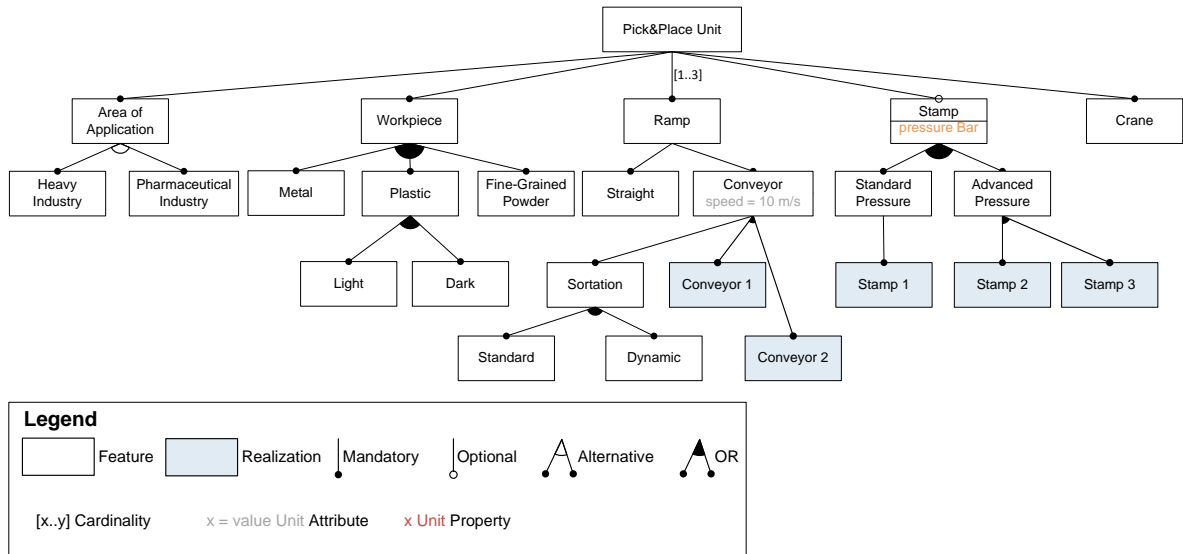 Pick&Place Unit
[1..3]
Area of
Application
Workpiece
Ramp
Stamp
pressure Bar
Crane
Heavy
Industry
Pharmaceutical
Industry
Metal
Plastic
Fine-Grained
Powder
Straight
Conveyor
speed = 10 m/s
Standard
Pressure
Advanced
Pressure
Light
Dark
Sortation
Conveyor 1
Stamp 1
Stamp 2
Stamp 3
Standard
Dynamic
Conveyor 2
Legend
Feature
Realization
Mandatory
Optional
Alternative
OR
[x..y] Cardinality
x = value Unit Attribute
x Unit Property